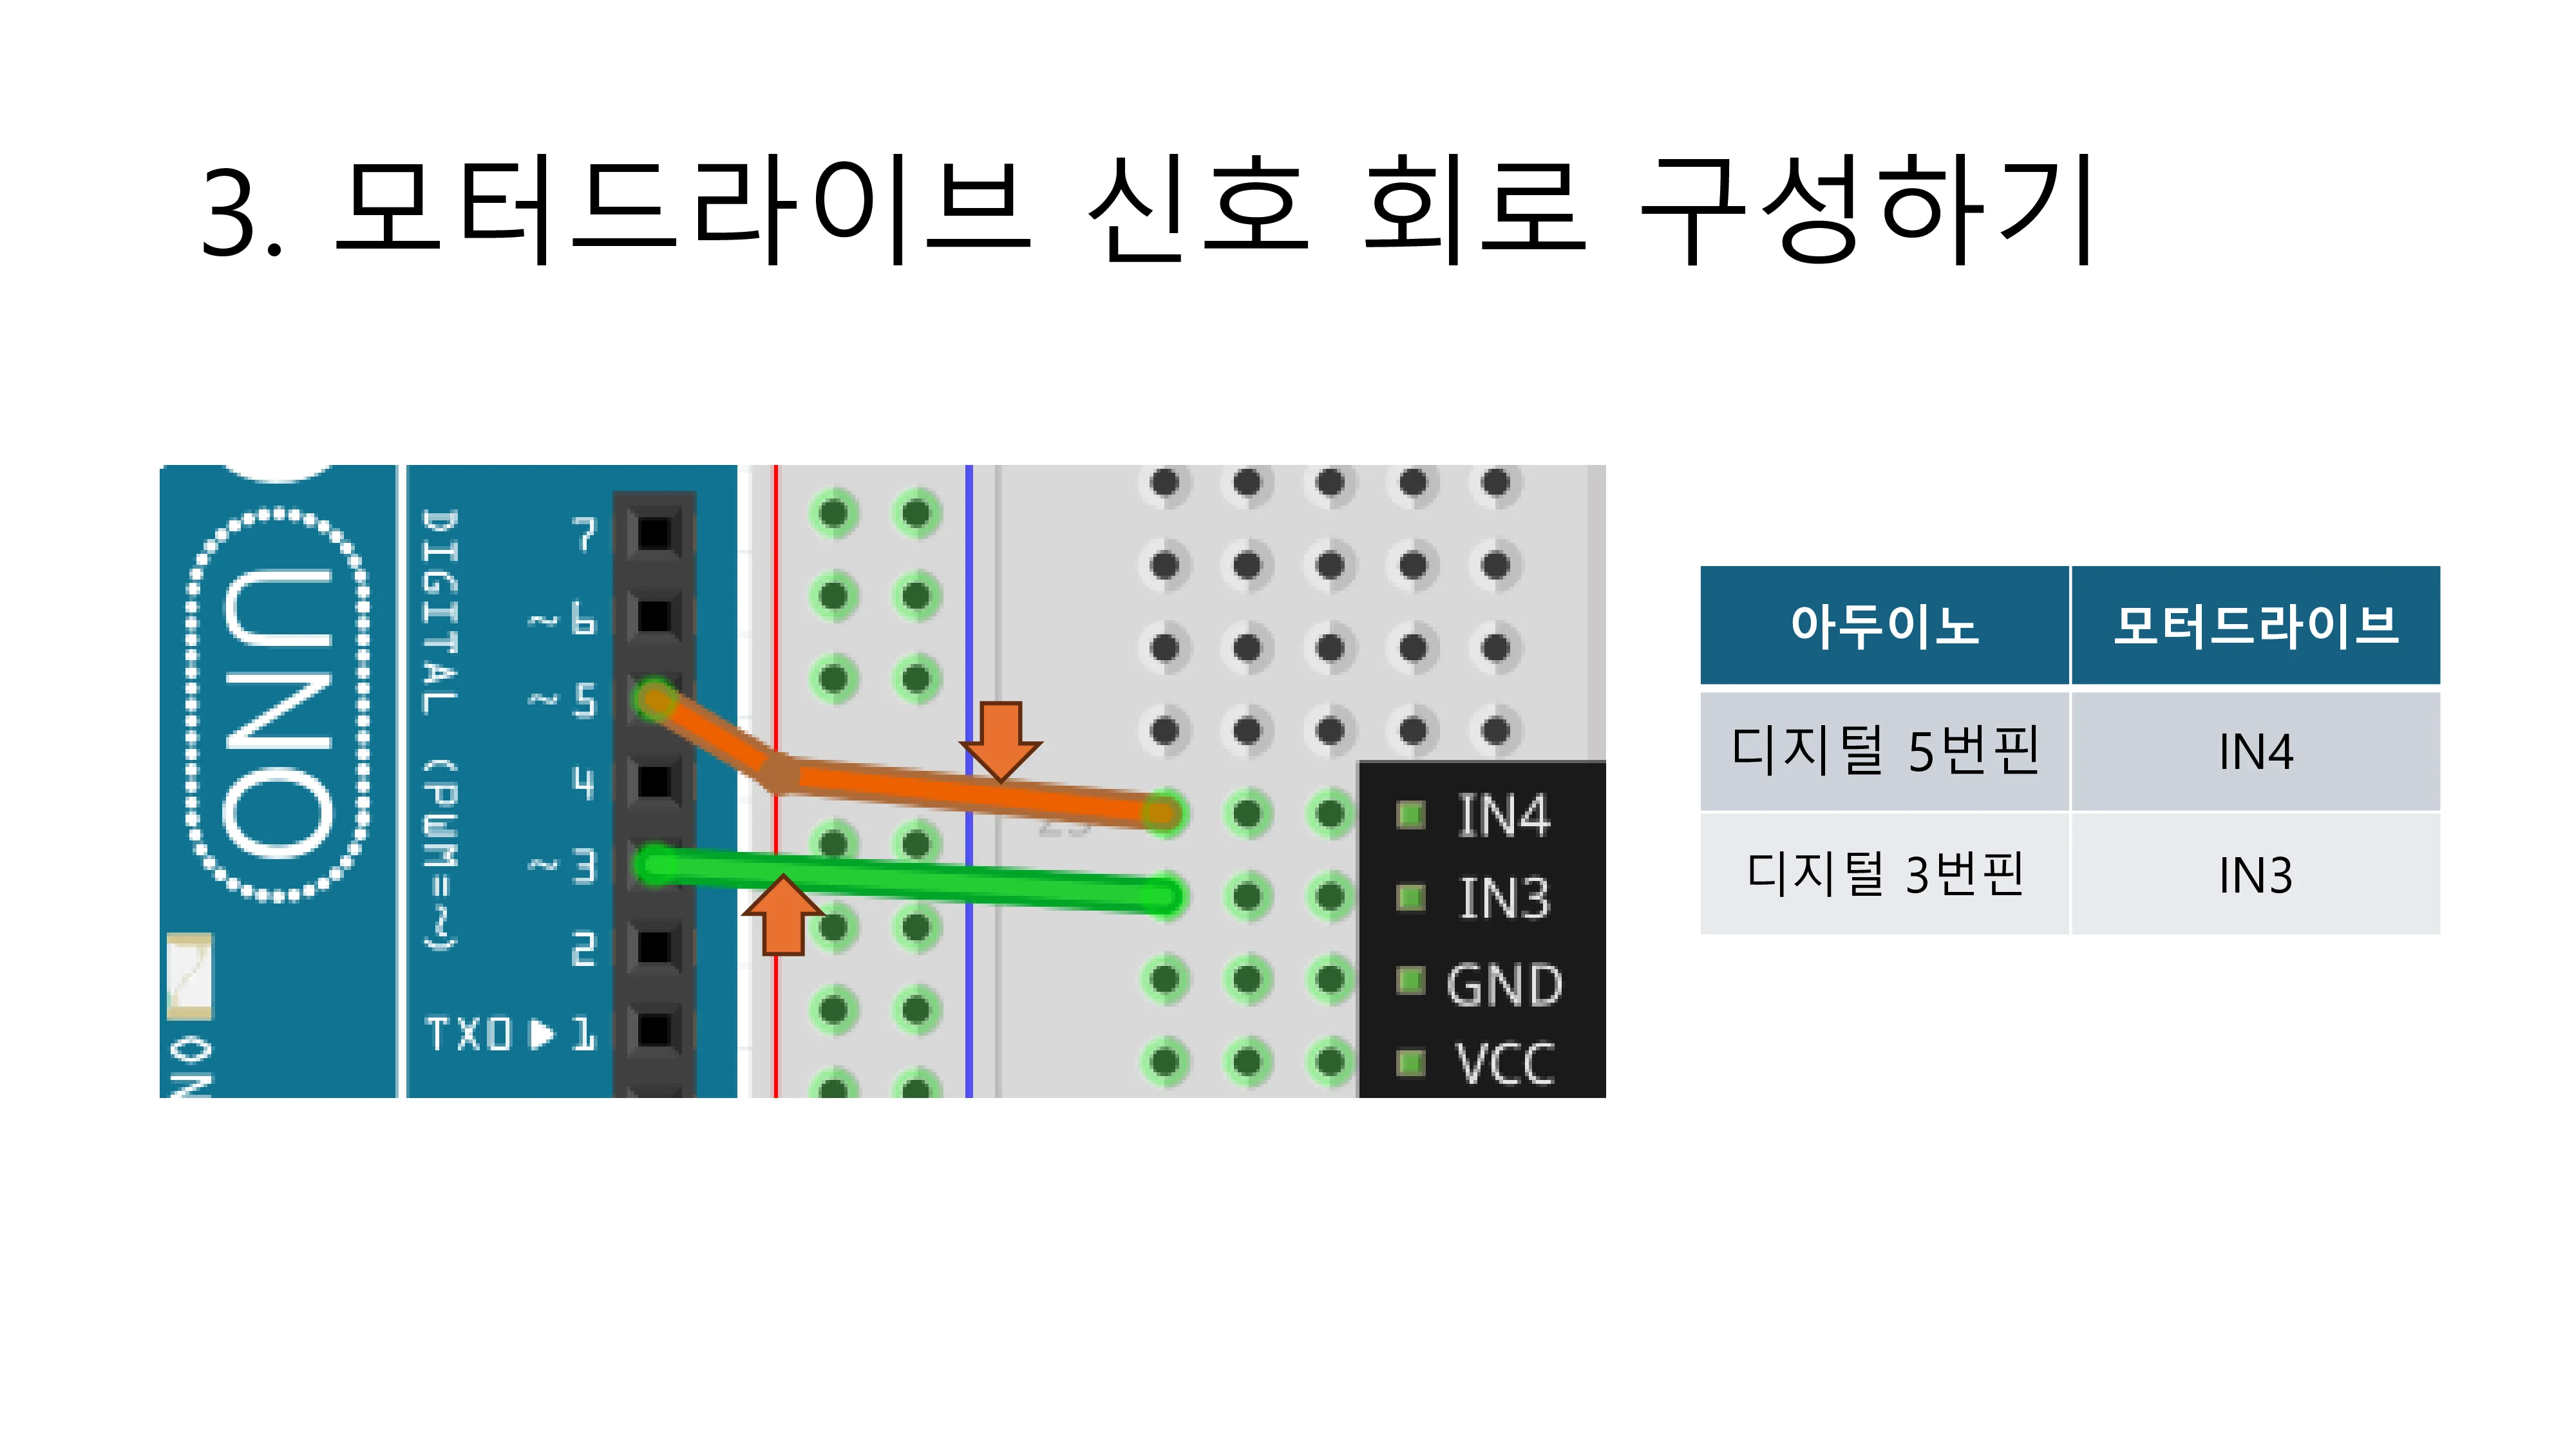 3. 모터드라이브 신호 회로 구성하기
UNO
DIGITAL (PWM=~)
7
~6
~5
4
~3
2
TX0▶1
IN4
IN3
GND
VCC
아두이노 모터드라이브
디지털 5번핀 IN4
디지털 3번핀 IN3